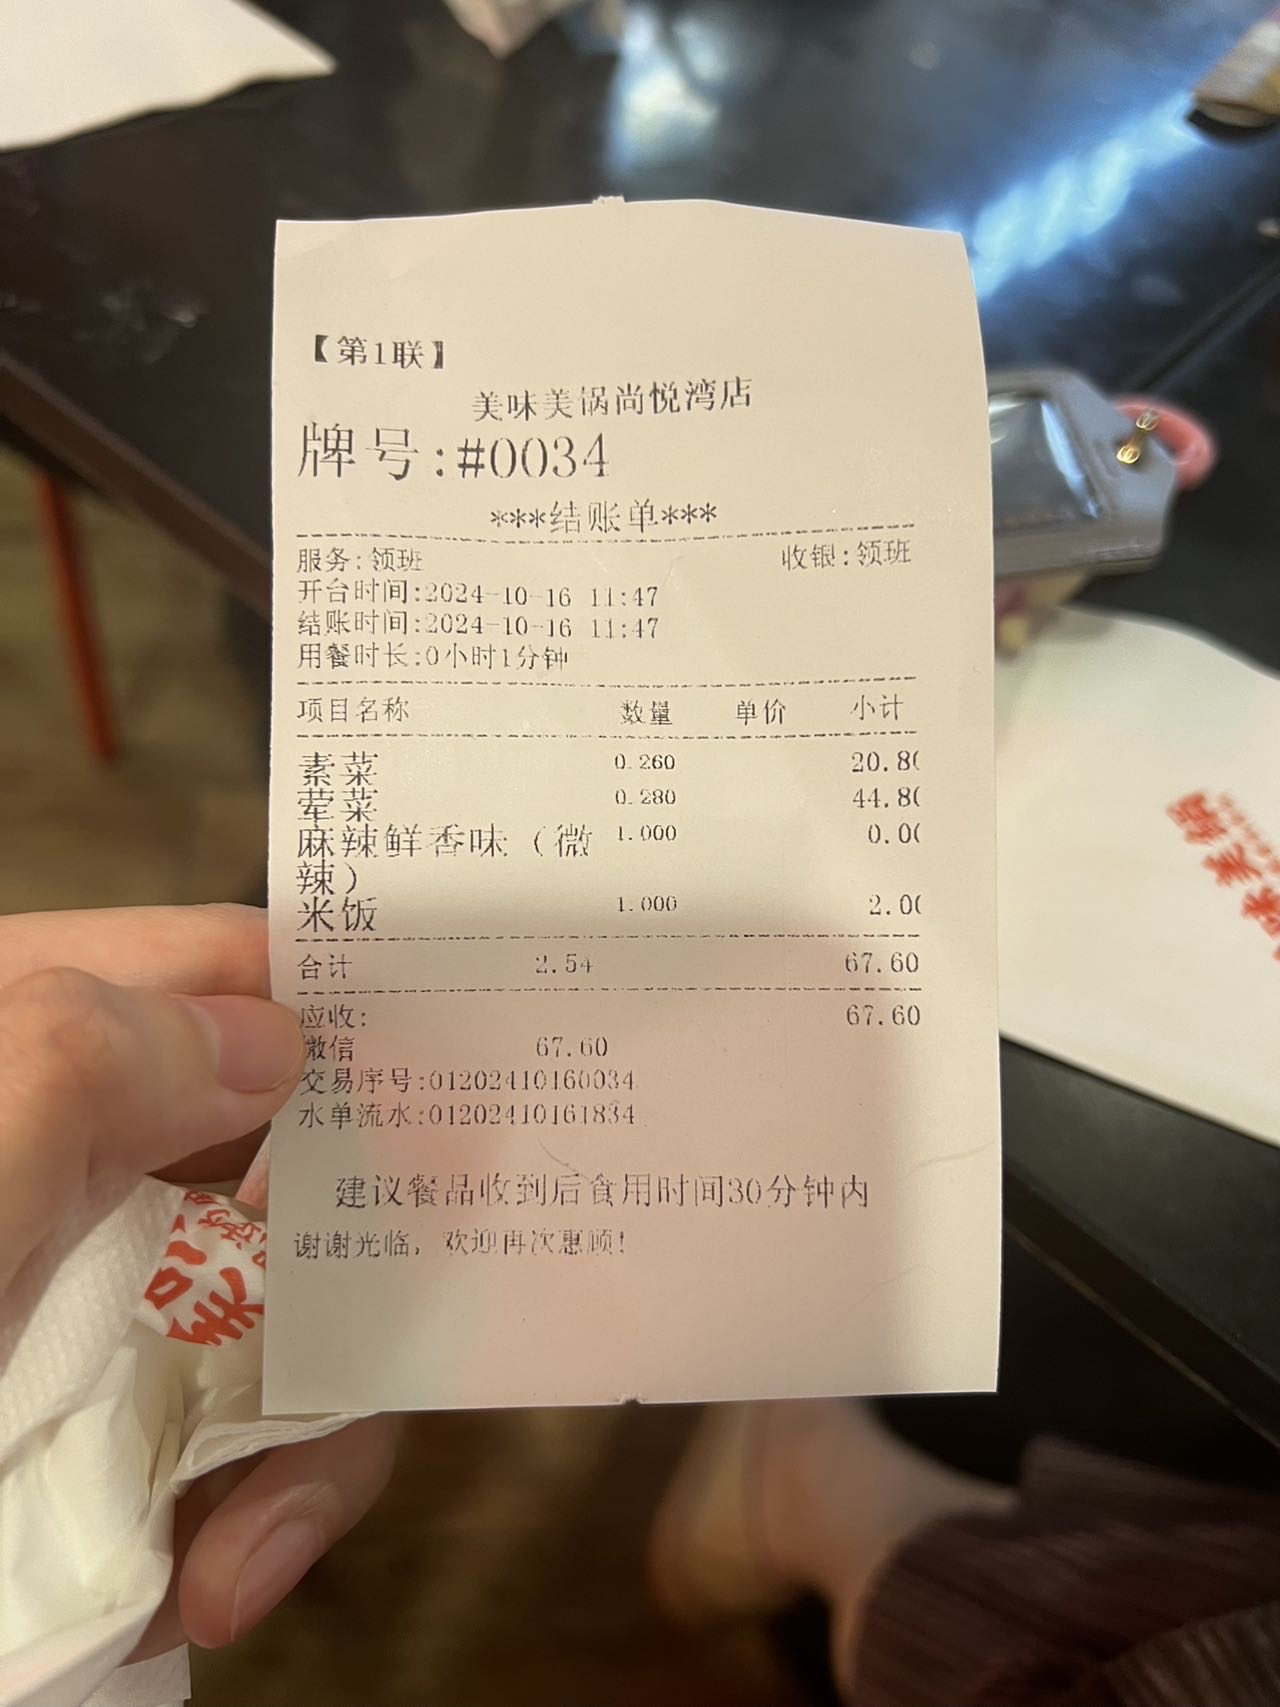 【第1联】
美味美锅尚悦湾店
牌号:#0034
***结账单***
服务:领班 收银:领班
开台时间:2024-10-16 11:47
结账时间:2024-10-16 11:47
用餐时长:0小时1分钟
项目名称 数量 单价 小计
素菜 0.260 20.80
荤菜 0.280 44.80
麻辣鲜香味（微 1.000 0.00
辣）
米饭 1.000 2.00
合计 2.54 67.60
应收: 67.60
微信 67.60
交易序号:01202410160034
水单流水:01202410161834
建议餐品收到后食用时间30分钟内
谢谢光临，欢迎再次惠顾！
味美锅